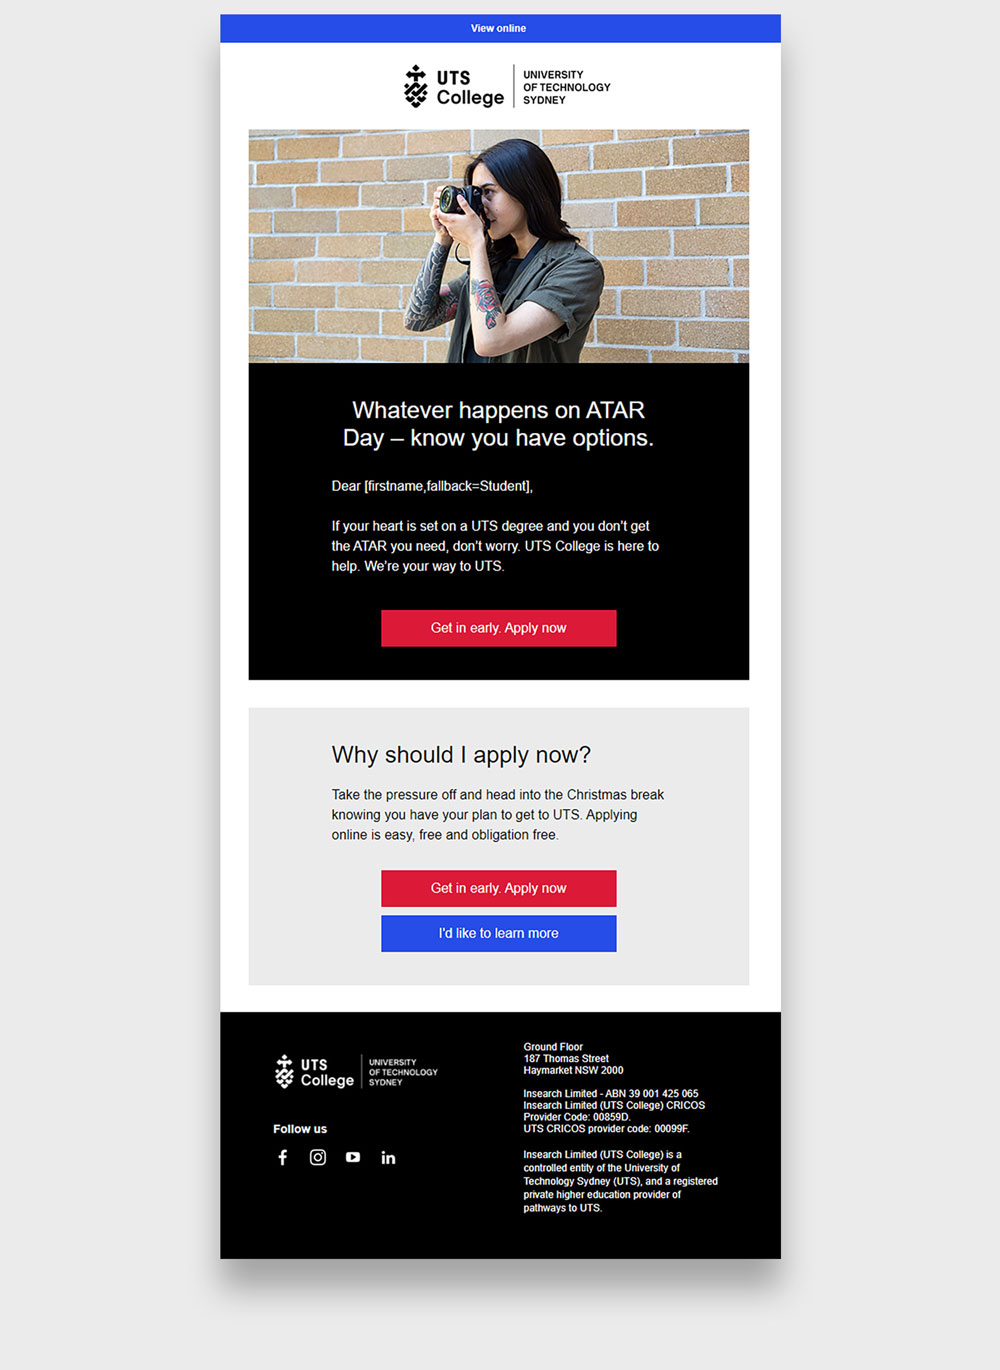 View online
UTS
College
UNIVERSITY
OF TECHNOLOGY
SYDNEY
Whatever happens on ATAR
Day – know you have options.
Dear [firstname,fallback=Student],
If your heart is set on a UTS degree and you don't get
the ATAR you need, don't worry. UTS College is here to
help. We're your way to UTS.
Get in early. Apply now
Why should I apply now?
Take the pressure off and head into the Christmas break
knowing you have your plan to get to UTS. Applying
online is easy, free and obligation free.
Get in early. Apply now
I'd like to learn more
UTS
College
UNIVERSITY
OF TECHNOLOGY
SYDNEY
Follow us
Ground Floor
187 Thomas Street
Haymarket NSW 2000
Insearch Limited - ABN 39 001 425 065
Insearch Limited (UTS College) CRICOS
Provider Code: 00859D.
UTS CRICOS provider code: 00099F.
Insearch Limited (UTS College) is a
controlled entity of the University of
Technology Sydney (UTS), and a registered
private higher education provider of
pathways to UTS.